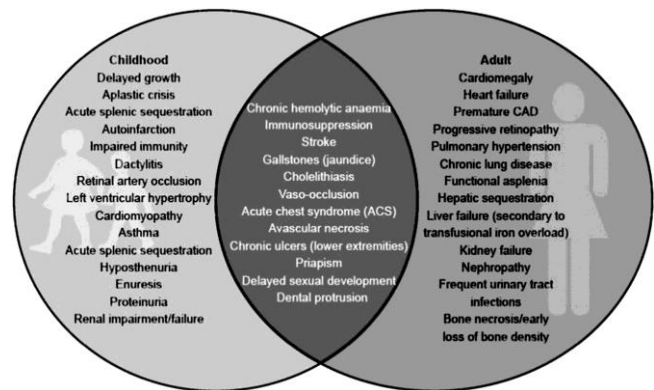 Childhood
Delayed growth
Aplastic crisis
Acute splenic sequestration
Autoinfarction
Impaired immunity
Dactylitis
Retinal artery occlusion
Left ventricular hypertrophy
Cardiomyopathy
Asthma
Acute splenic sequestration
Hyposthenuria
Enuresis
Proteinuria
Renal impairment/failure
Chronic hemolytic anaemia
Immunosuppression
Stroke
Gallstones (jaundice)
Cholelithiasis
Vaso-occlusion
Acute chest syndrome (ACS)
Avascular necrosis
Chronic ulcers (lower extremities)
Priapism
Delayed sexual development
Dental protrusion
Adult
Cardiomegaly
Heart failure
Premature CAD
Progressive retinopathy
Pulmonary hypertension
Chronic lung disease
Functional asplenia
Hepatic sequestration
Liver failure (secondary to
transfusional iron overload)
Kidney failure
Nephropathy
Frequent urinary tract
infections
Bone necrosis/early
loss of bone density